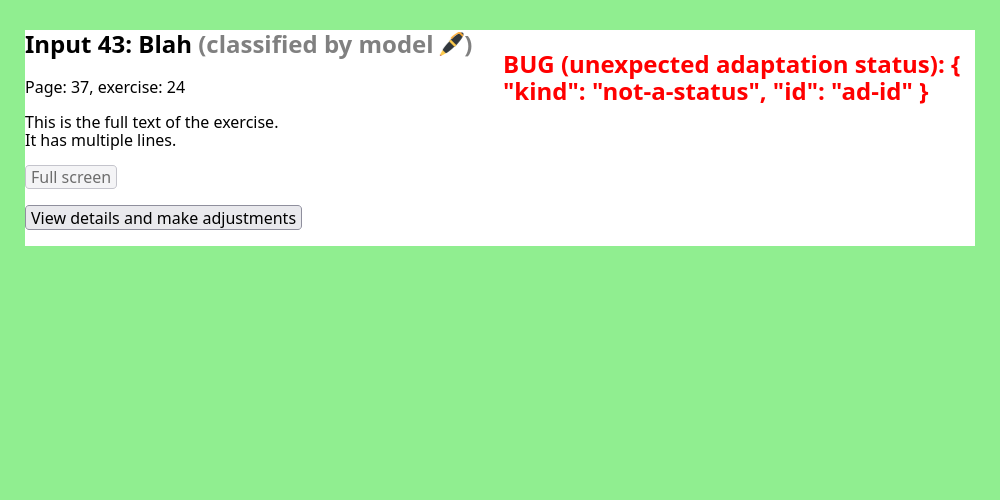 Input 43: Blah (classified by model 🖋️)
Page: 37, exercise: 24
This is the full text of the exercise.
It has multiple lines.
Full screen
View details and make adjustments
BUG (unexpected adaptation status): {
"kind": "not-a-status", "id": "ad-id" }